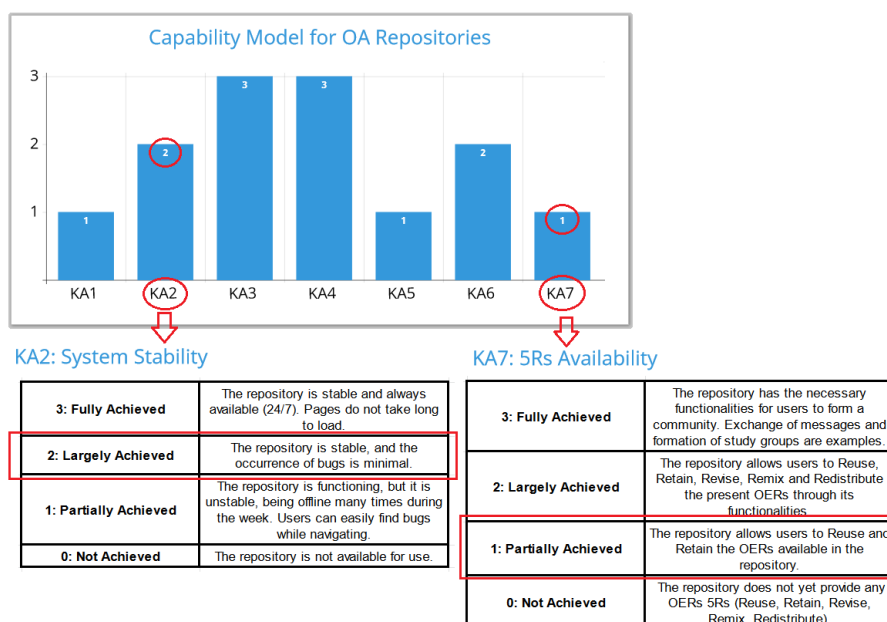 Capability Model for OA Repositories
3
2
1
1
2
3
3
1
2
1
KA1
KA2
KA3
KA4
KA5
KA6
KA7
KA2: System Stability
3: Fully Achieved
The repository is stable and always
available (24/7). Pages do not take long
to load.
2: Largely Achieved
The repository is stable, and the
occurrence of bugs is minimal.
1: Partially Achieved
The repository is functioning, but it is
unstable, being offline many times during
the week. Users can easily find bugs
while navigating.
0: Not Achieved
The repository is not available for use.
KA7: 5Rs Availability
3: Fully Achieved
The repository has the necessary
functionalities for users to form a
community. Exchange of messages and
formation of study groups are examples.
2: Largely Achieved
The repository allows users to Reuse,
Retain, Revise, Remix and Redistribute
the present OERs through its
functionalities
1: Partially Achieved
The repository allows users to Reuse and
Retain the OERs available in the
repository.
0: Not Achieved
The repository does not yet provide any
OERs 5Rs (Reuse, Retain, Revise,
Remix, Redistribute)